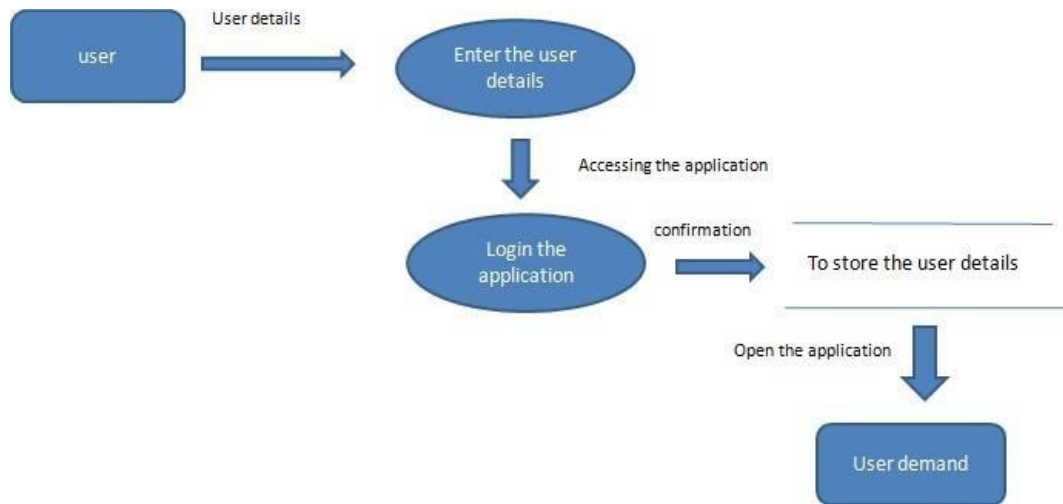 User details
user
Enter the user
details
Accessing the application
Login the
application
confirmation
To store the user details
Open the application
User demand